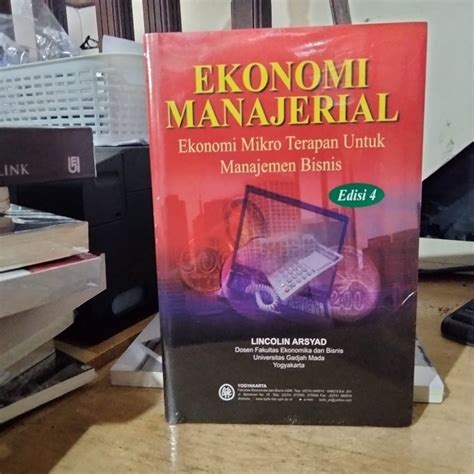 EKONOMI
MANAJERIAL
Ekonomi Mikro Terapan Untuk
Manajemen Bisnis
Edisi 4
LINCOLIN ARSYAD
Dosen Fakultas Ekonomika dan Bisnis
Universitas Gadjah Mada
Yogyakarta
YOGYAKARTA
LINK